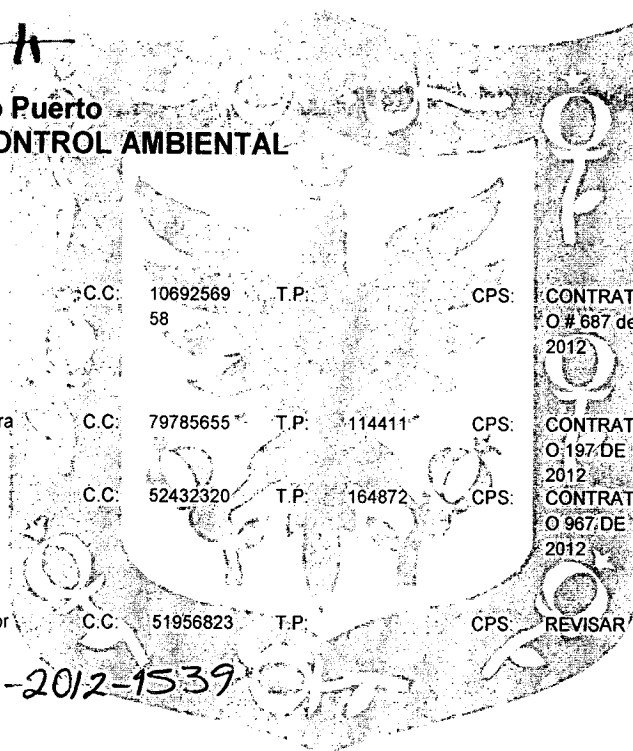 o Puerto
ONTROL AMBIENTAL
C.C: 10692569 T.P: CPS: CONTRAT
58 O # 687 de
2012
ra C.C: 79785655 T.P: 114411 CPS: CONTRAT
O 197 DE
2012
C.C: 52432320 T.P: 164872 CPS: CONTRAT
O 967 DE
2012
or C.C: 51956823 T.P: CPS: REVISAR
-2012-1539